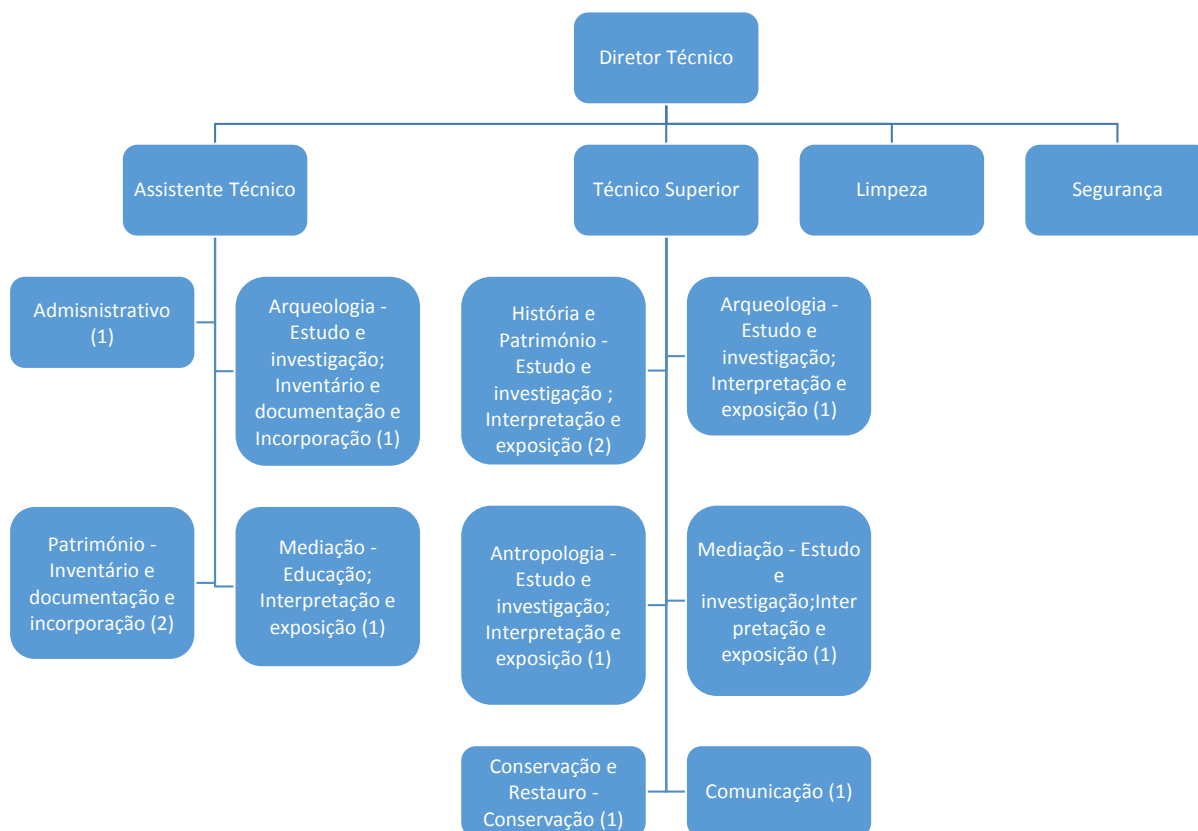 Diretor Técnico
Assistente Técnico
Técnico Superior
Limpeza
Segurança
Admisnistrativo
(1)
Arqueologia -
Estudo e
investigação;
Inventário e
documentação e
Incorporação (1)
Património -
Inventário e
documentação e
incorporação (2)
Mediação -
Educação;
Interpretação e
exposição (1)
História e
Património -
Estudo e
investigação ;
Interpretação e
exposição (2)
Arqueologia -
Estudo e
investigação;
Interpretação e
exposição (1)
Antropologia -
Estudo e
investigação;
Interpretação e
exposição (1)
Mediação - Estudo
e
investigação;Inter
pretação e
exposição (1)
Conservação e
Restauro -
Conservação (1)
Comunicação (1)